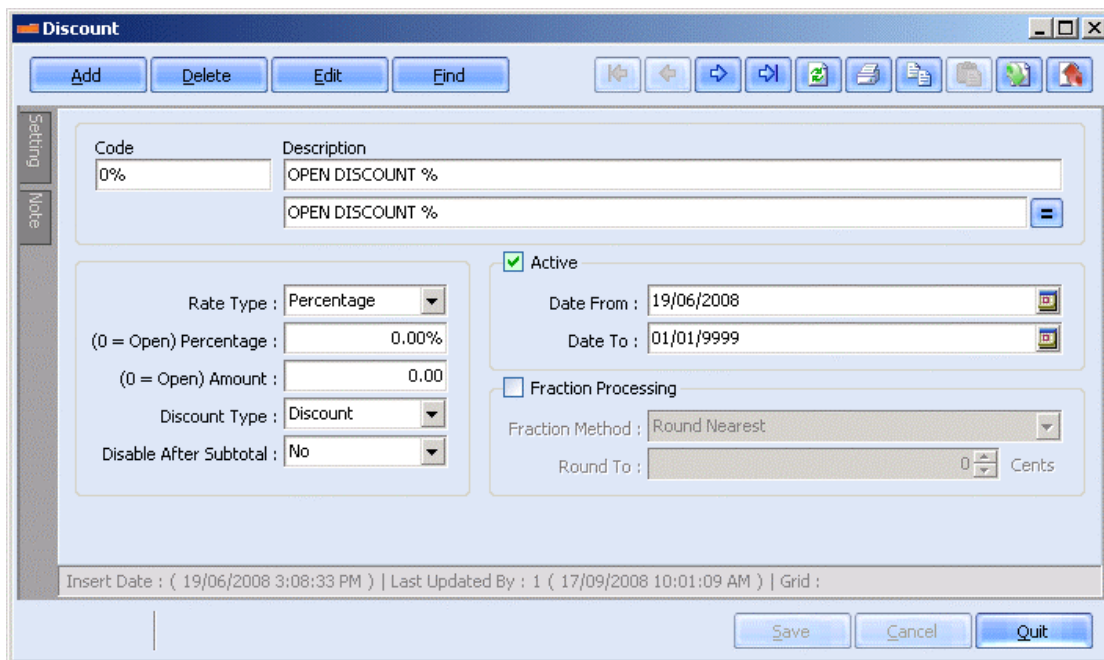 Discount
Add Delete Edit Find
Setting
Note
Code Description
0% OPEN DISCOUNT %
OPEN DISCOUNT % =
Active
Rate Type : Percentage
Date From : 19/06/2008
(0 = Open) Percentage : 0.00%
Date To : 01/01/9999
(0 = Open) Amount : 0.00
Fraction Processing
Discount Type : Discount
Fraction Method : Round Nearest
Disable After Subtotal : No
Round To : 0 Cents
Insert Date : ( 19/06/2008 3:08:33 PM ) | Last Updated By : 1 ( 17/09/2008 10:01:09 AM ) | Grid :
Save Cancel Quit